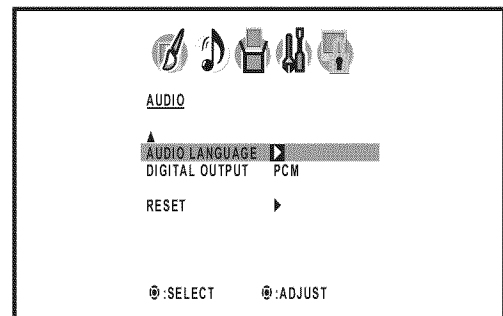 AUDIO
AUDIO LANGUAGE
DIGITAL OUTPUT PCM
RESET
:SELECT :ADJUST